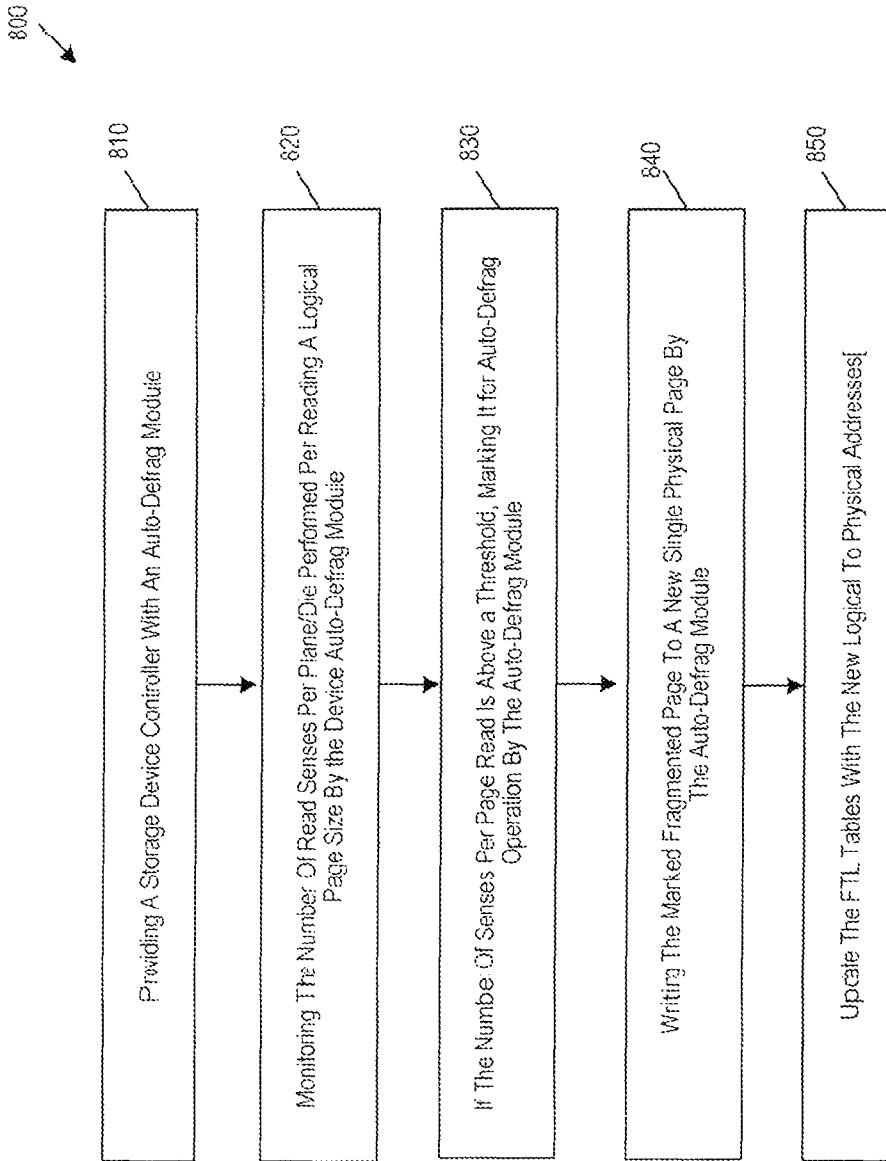 800
810
Providing A Storage Device Controller With An Auto-Defrag Module
820
Monitoring The Number Of Read Senses Per Plane/Die Performed Per Reading A Logical
Page Size By the Device Auto-Defrag Module
830
If The Number Of Senses Per Page Read Is Above a Threshold, Marking It for Auto-Defrag
Operation By The Auto-Defrag Module
840
Writing The Marked Fragmented Page To A New Single Physical Page By
The Auto-Defrag Module
850
Update The FTL Tables With The New Logical To Physical Addresses[